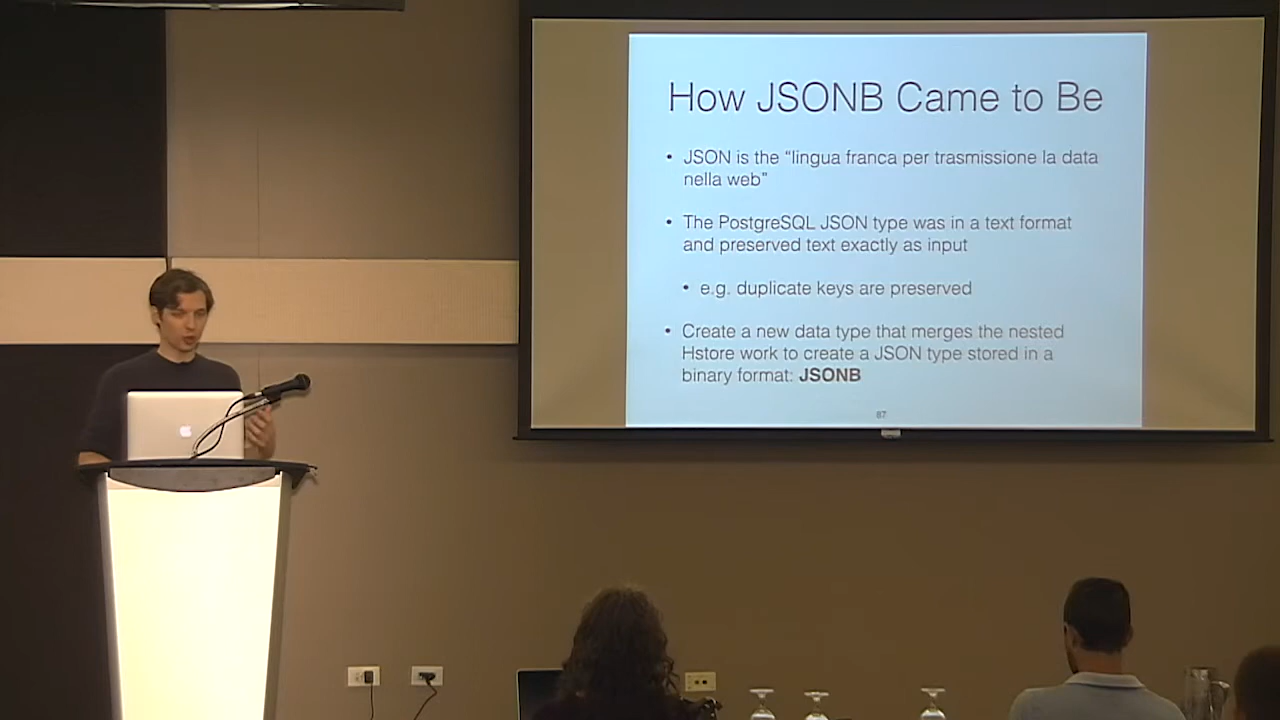 How JSONB Came to Be
• JSON is the “lingua franca per trasmissione la data
nella web”
• The PostgreSQL JSON type was in a text format
and preserved text exactly as input
• e.g. duplicate keys are preserved
• Create a new data type that merges the nested
Hstore work to create a JSON type stored in a
binary format: JSONB
87